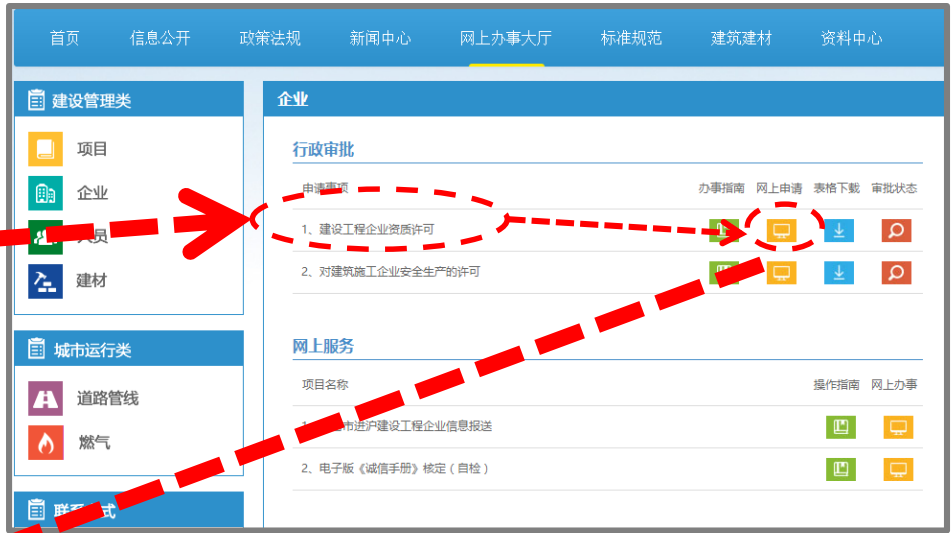 首页 信息公开 政策法规 新闻中心 网上办事大厅 标准规范 建筑建材 资料中心
建设管理类
项目
企业
人员
建材
城市运行类
道路管线
燃气
联系方式
企业
行政审批
申请事项 办事指南 网上申请 表格下载 审批状态
1、建设工程企业资质许可
2、对建筑施工企业安全生产的许可
网上服务
项目名称 操作指南 网上办事
市进沪建设工程企业信息报送
2、电子版《诚信手册》核定（自检）